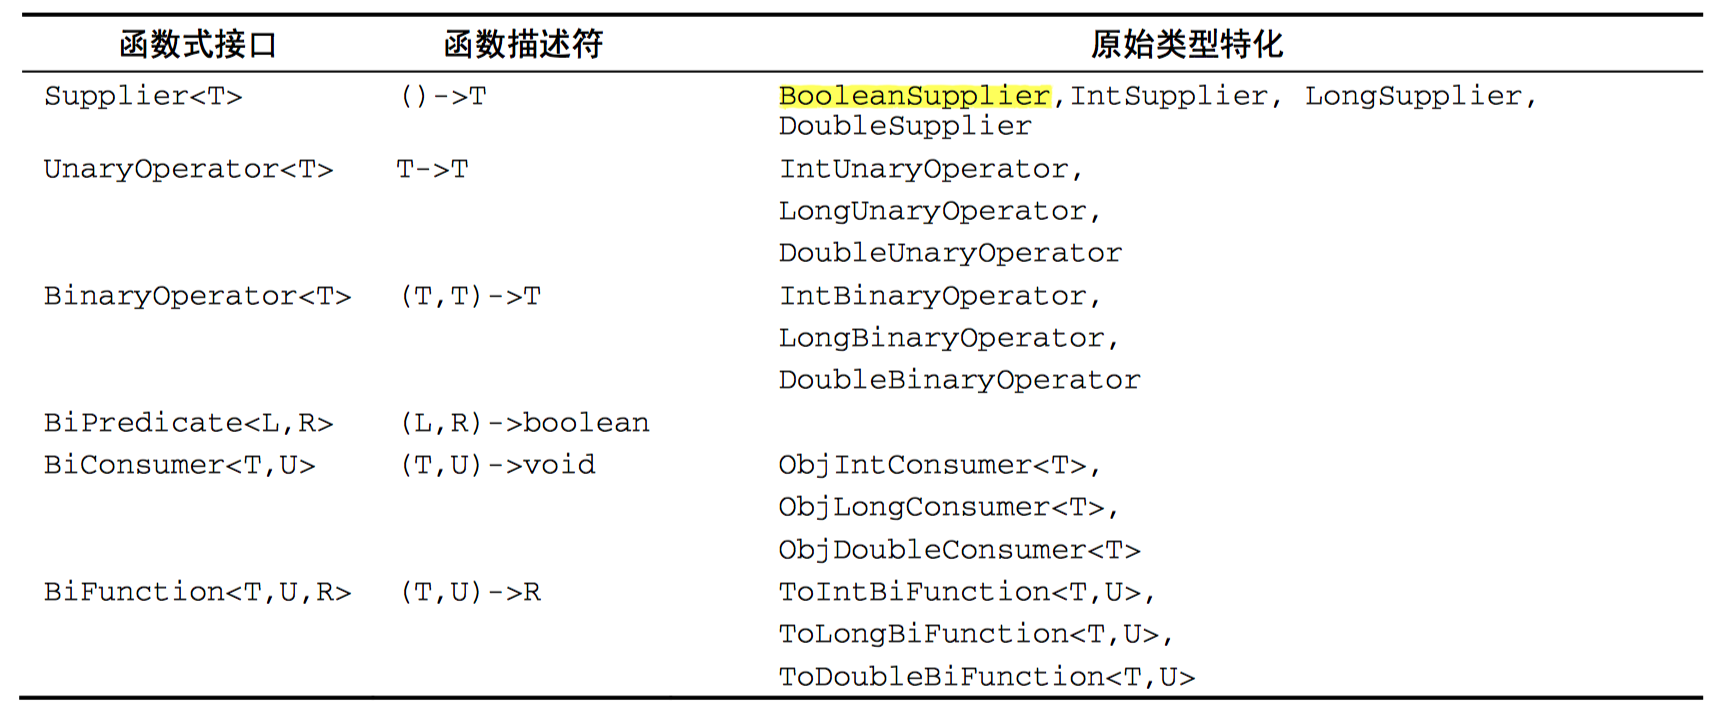 函数式接口 函数描述符 原始类型特化
Supplier<T> ()->T BooleanSupplier,IntSupplier, LongSupplier,
DoubleSupplier
UnaryOperator<T> T->T IntUnaryOperator,
LongUnaryOperator,
DoubleUnaryOperator
BinaryOperator<T> (T,T)->T IntBinaryOperator,
LongBinaryOperator,
DoubleBinaryOperator
BiPredicate<L,R> (L,R)->boolean
BiConsumer<T,U> (T,U)->void ObjIntConsumer<T>,
ObjLongConsumer<T>,
ObjDoubleConsumer<T>
BiFunction<T,U,R> (T,U)->R ToIntBiFunction<T,U>,
ToLongBiFunction<T,U>,
ToDoubleBiFunction<T,U>